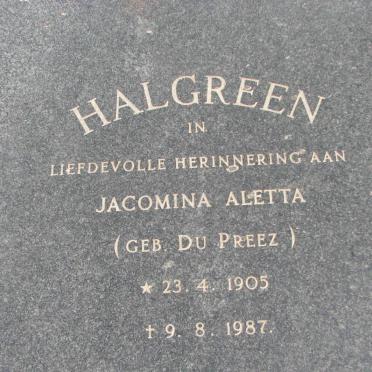 HALGREEN
IN
LIEFDEVOLLE HERINNERING AAN
JACOMINA ALETTA
(GEB. DU PREEZ)
★ 23. 4. 1905
† 9. 8. 1987.